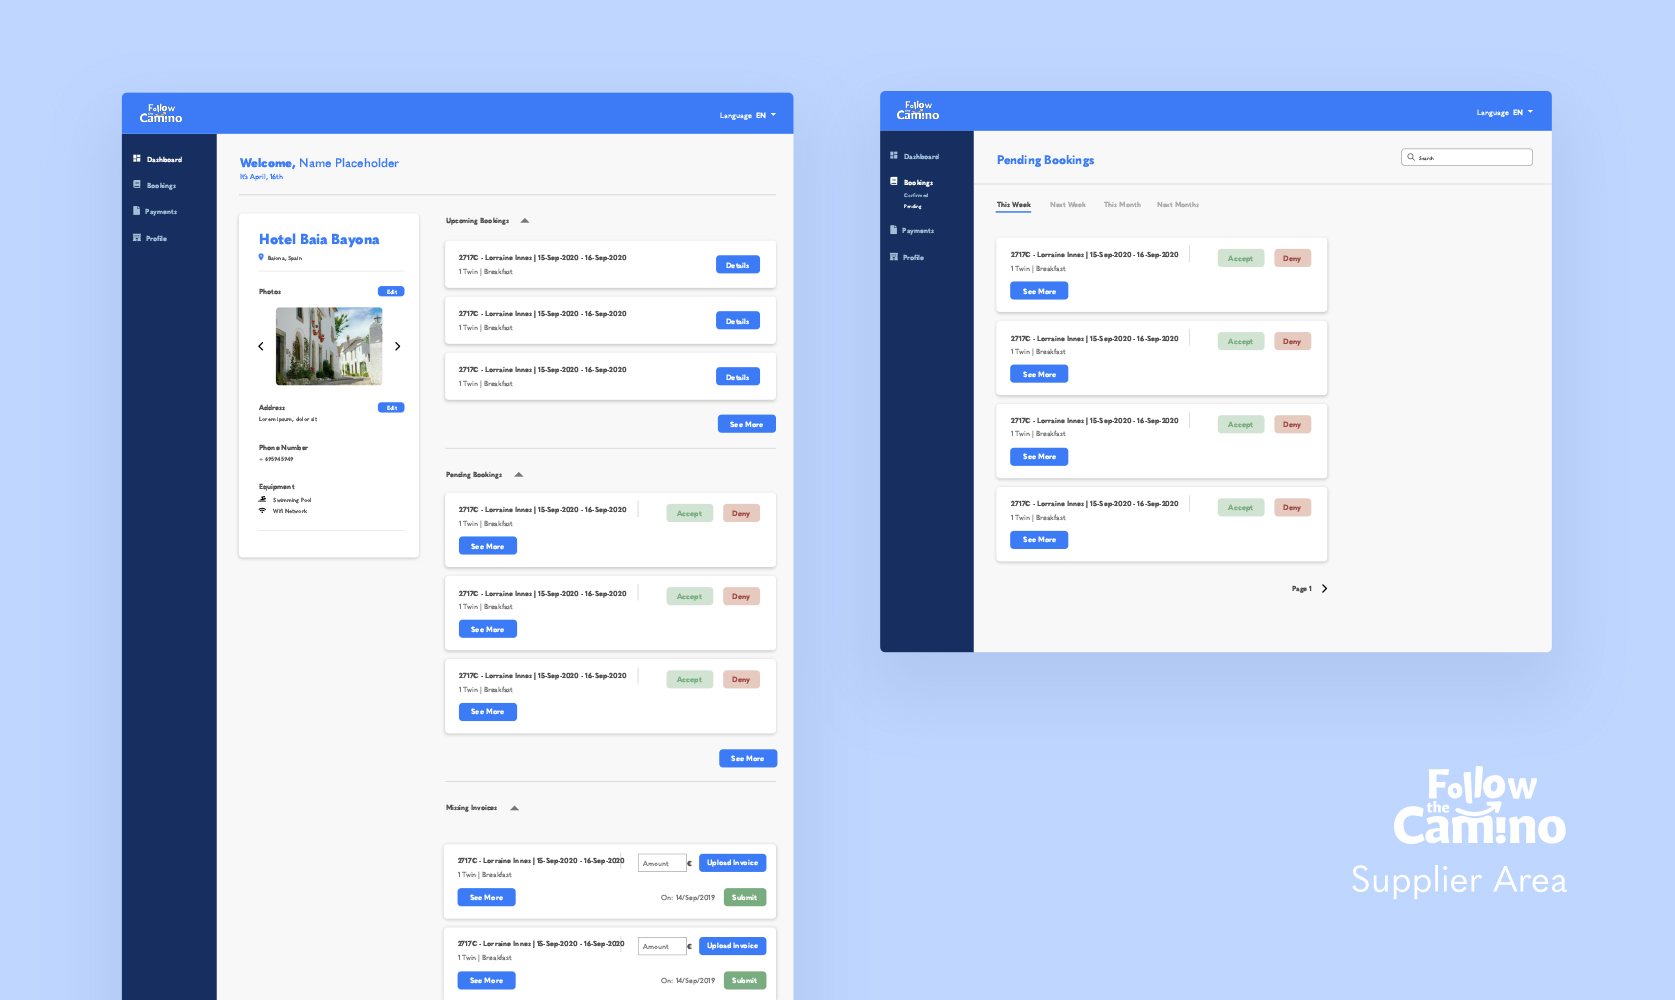 Follow
the
Camino
Language EN
Dashboard
Bookings
Payments
Profile
Welcome, Name Placeholder
It's April, 16th
Hotel Baia Bayona
Baiona, Spain
Photos
Edit
Address
Edit
Lorem ipsum, dolor sit
Phone Number
+ 695945949
Equipment
Swimming Pool
Wifi Network
Upcoming Bookings
2717C - Lorraine Innes | 15-Sep-2020 - 16-Sep-2020
1 Twin | Breakfast
Details
2717C - Lorraine Innes | 15-Sep-2020 - 16-Sep-2020
1 Twin | Breakfast
Details
2717C - Lorraine Innes | 15-Sep-2020 - 16-Sep-2020
1 Twin | Breakfast
Details
See More
Pending Bookings
2717C - Lorraine Innes | 15-Sep-2020 - 16-Sep-2020
1 Twin | Breakfast
Accept
Deny
See More
2717C - Lorraine Innes | 15-Sep-2020 - 16-Sep-2020
1 Twin | Breakfast
Accept
Deny
See More
2717C - Lorraine Innes | 15-Sep-2020 - 16-Sep-2020
1 Twin | Breakfast
Accept
Deny
See More
See More
Missing Invoices
2717C - Lorraine Innes | 15-Sep-2020 - 16-Sep-2020
1 Twin | Breakfast
Amount €
Upload Invoice
See More
On: 14/Sep/2019
Submit
2717C - Lorraine Innes | 15-Sep-2020 - 16-Sep-2020
1 Twin | Breakfast
Amount €
Upload Invoice
See More
On: 14/Sep/2019
Submit
Follow
the
Camino
Language EN
Dashboard
Bookings
Confirmed
Pending
Payments
Profile
Pending Bookings
Search
This Week
Next Week
This Month
Next Months
2717C - Lorraine Innes | 15-Sep-2020 - 16-Sep-2020
1 Twin | Breakfast
Accept
Deny
See More
2717C - Lorraine Innes | 15-Sep-2020 - 16-Sep-2020
1 Twin | Breakfast
Accept
Deny
See More
2717C - Lorraine Innes | 15-Sep-2020 - 16-Sep-2020
1 Twin | Breakfast
Accept
Deny
See More
2717C - Lorraine Innes | 15-Sep-2020 - 16-Sep-2020
1 Twin | Breakfast
Accept
Deny
See More
Page 1
Follow
the
Camino
Supplier Area